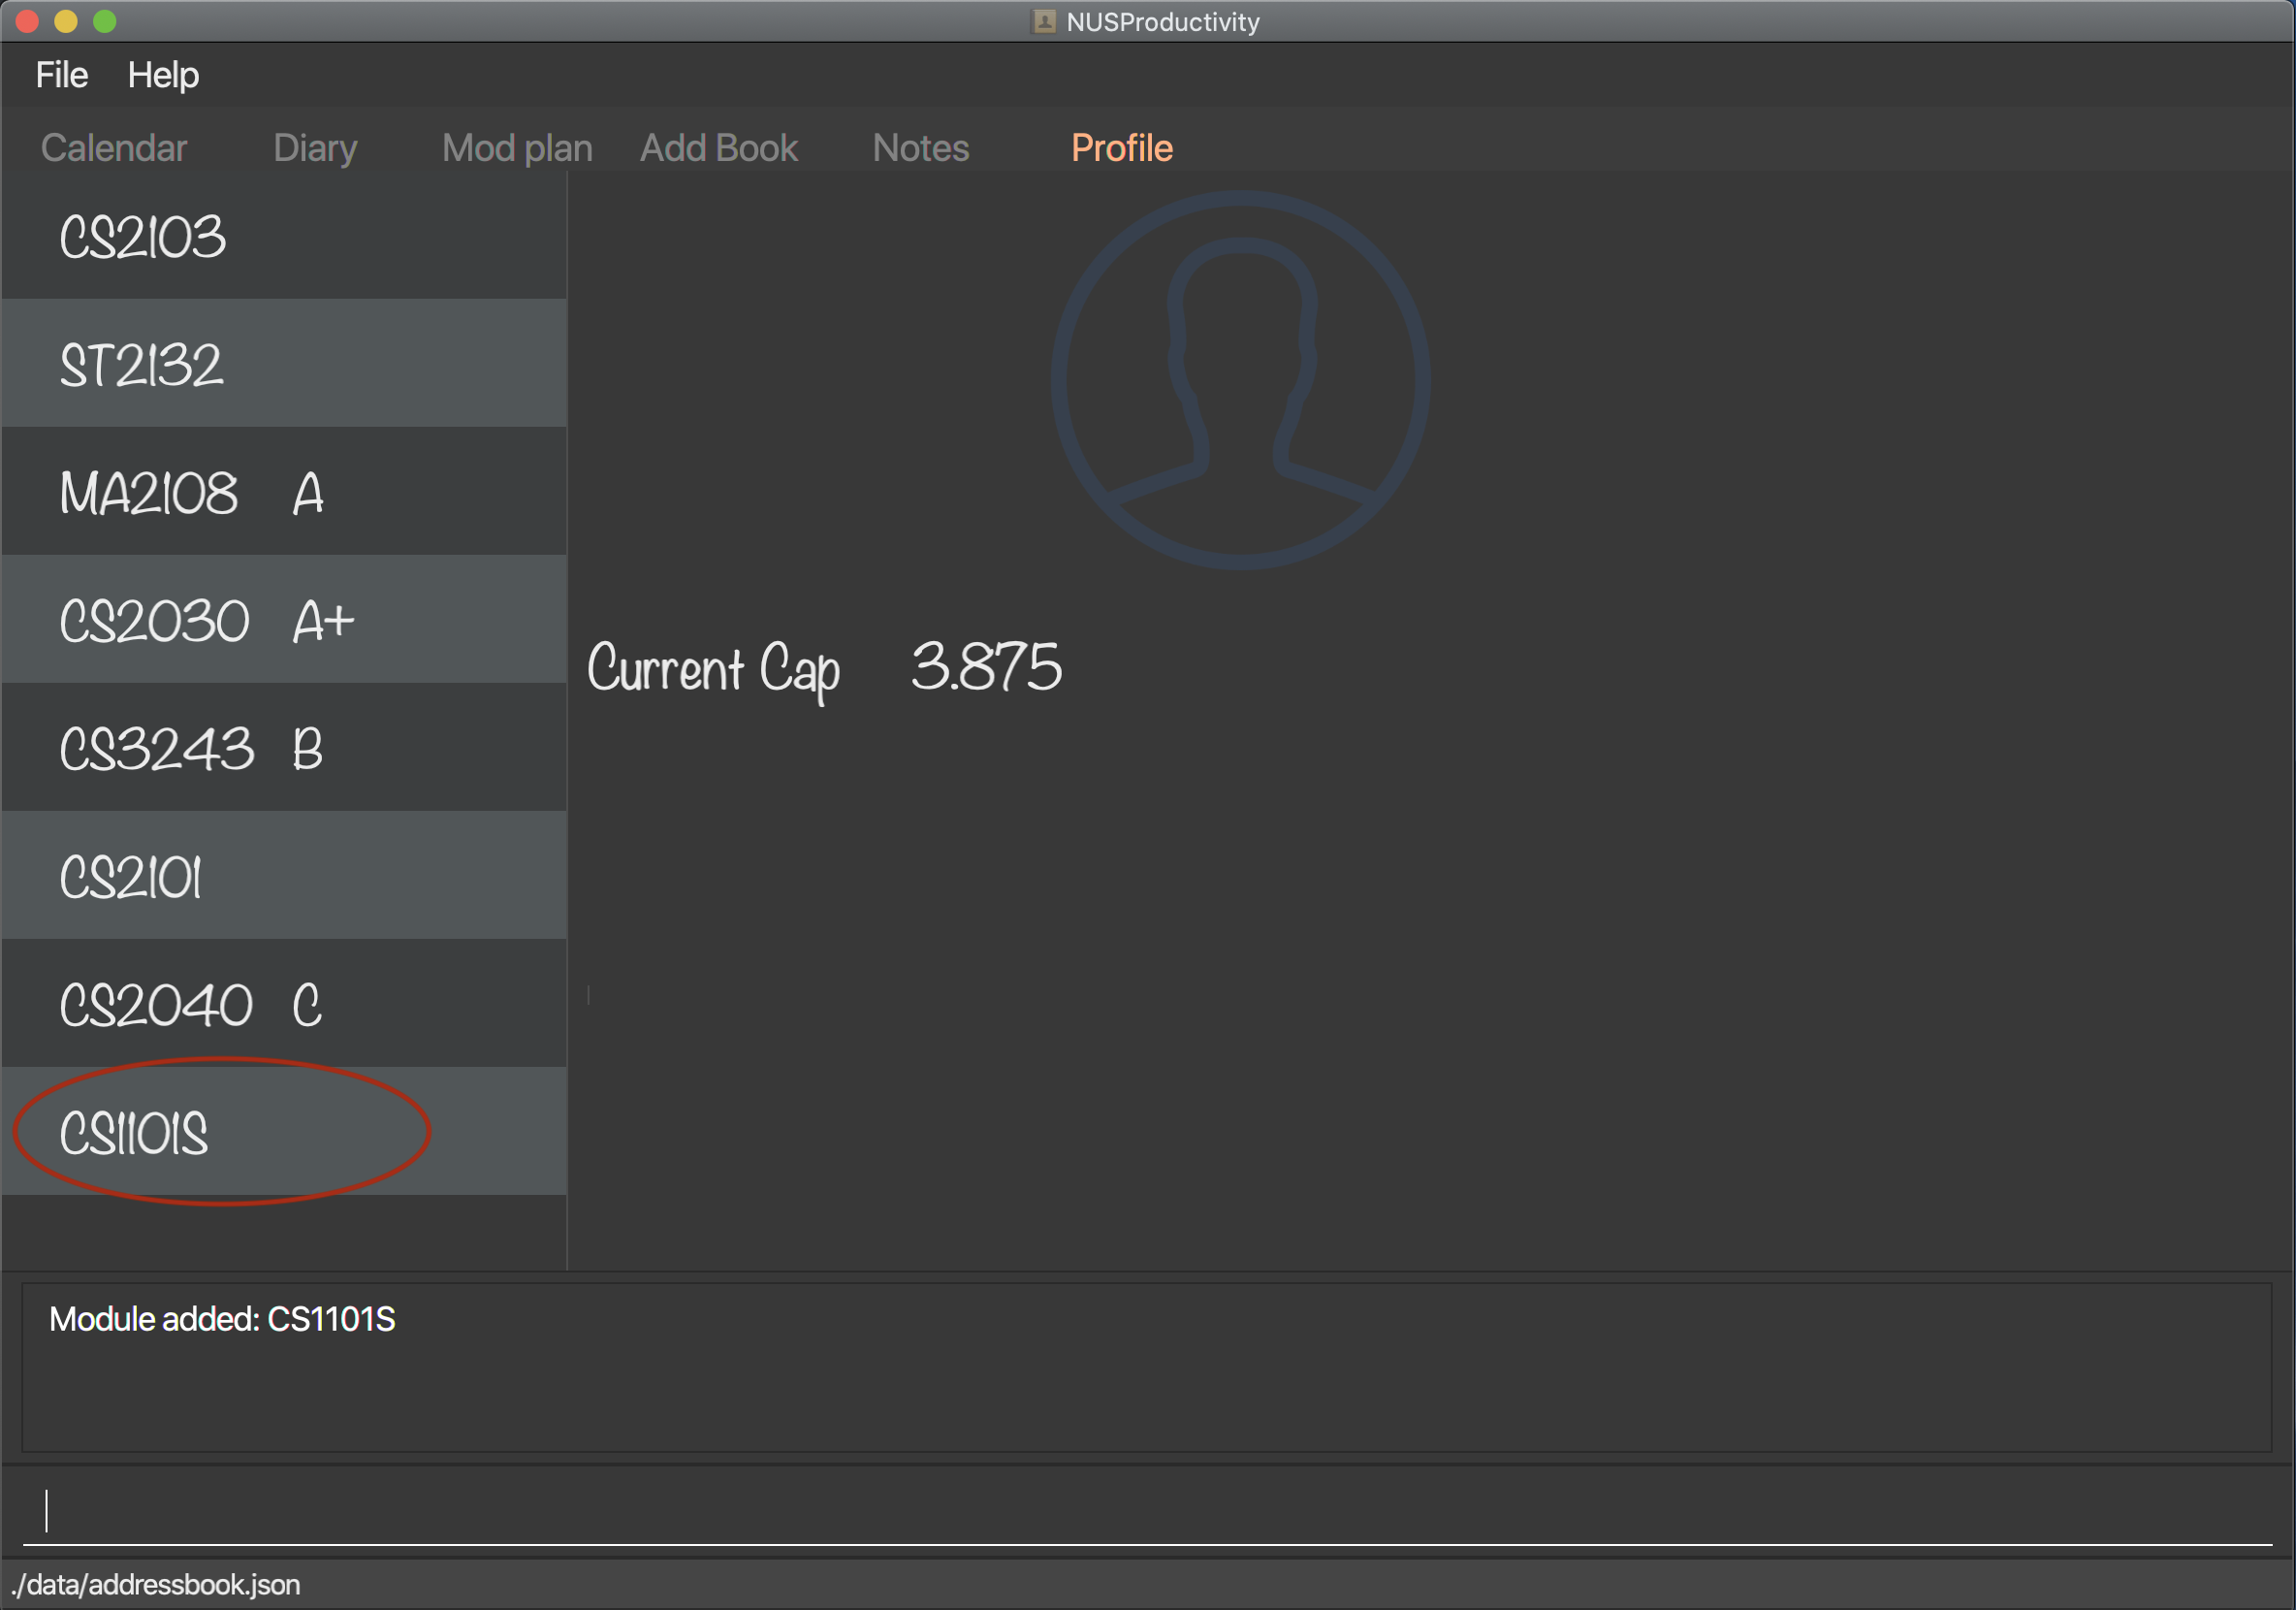 NUSProductivity
File Help
Calendar Diary Mod plan Add Book Notes Profile
CS2103
ST2132
MA2108 A
CS2030 A+
CS3243 B
CS2101
CS2040 C
CS1101S
Current Cap 3.875
Module added: CS1101S
./data/addressbook.json